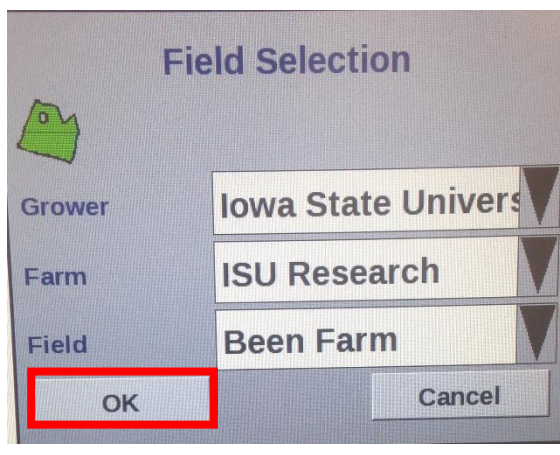 Field Selection
Grower Iowa State Univers
Farm ISU Research
Field Been Farm
OK Cancel